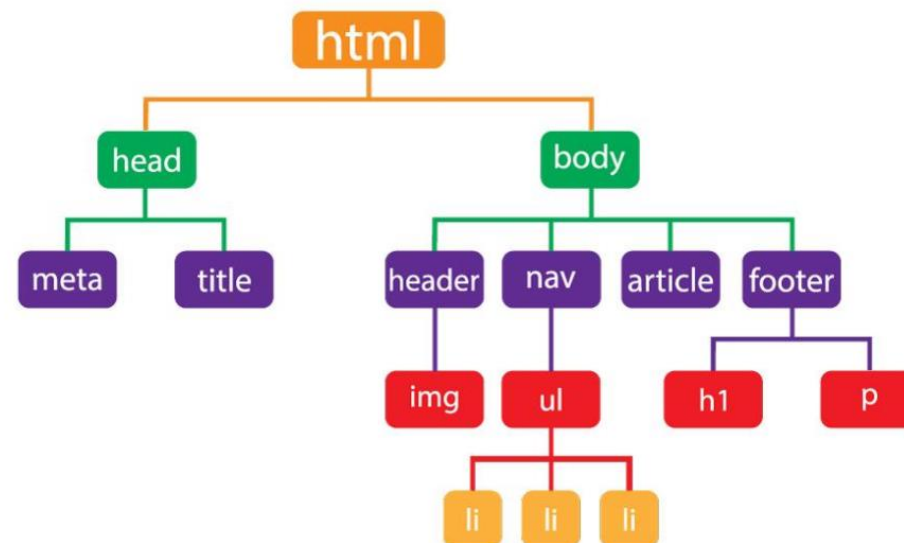 html
head
body
meta
title
header
nav
article
footer
img
ul
h1
p
li
li
li